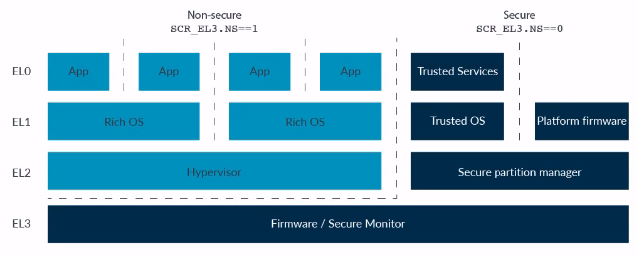 Non-secure Secure
SCR_EL3.NS==1 SCR_EL3.NS==0
EL0 App App App App Trusted Services
EL1 Rich OS Rich OS Trusted OS Platform firmware
EL2 Hypervisor Secure partition manager
EL3 Firmware / Secure Monitor